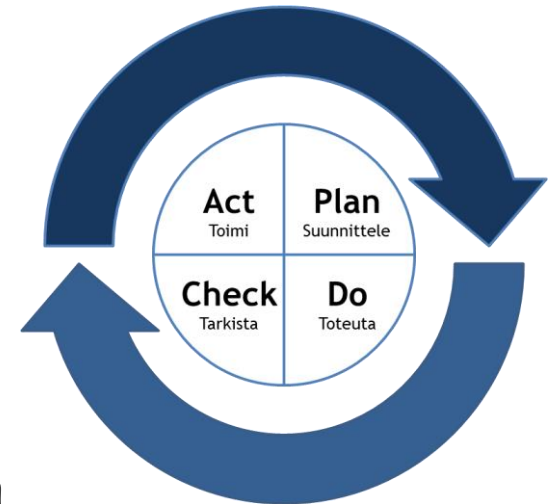 Act
Toimi
Plan
Suunnittele
Check
Tarkista
Do
Toteuta